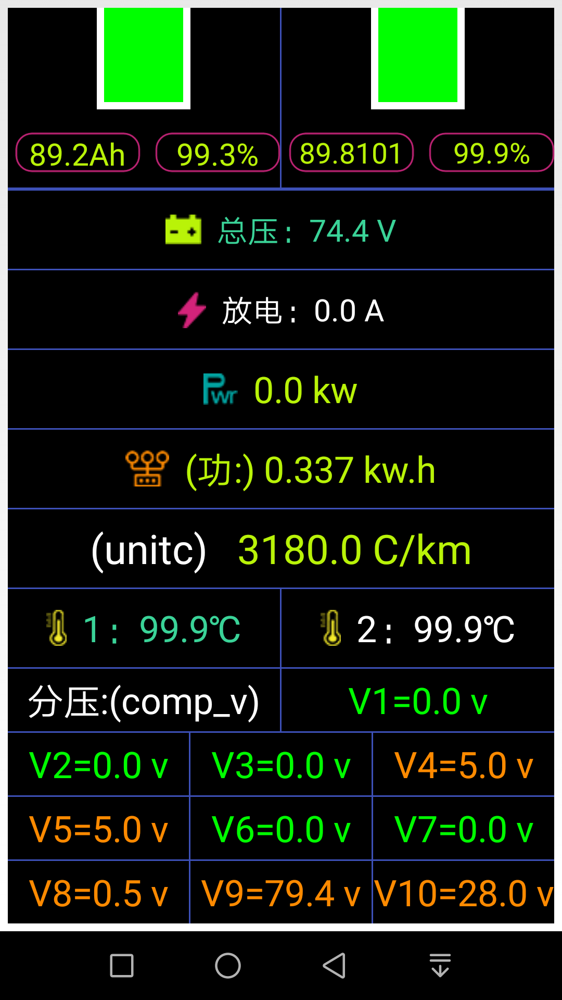 89.2Ah 99.3% 89.8101 99.9%
总压: 74.4 V
放电: 0.0 A
Pwr 0.0 kw
(功:) 0.337 kw.h
(unitc) 3180.0 C/km
1: 99.9℃ 2: 99.9℃
分压:(comp_v) V1=0.0 v
V2=0.0 v V3=0.0 v V4=5.0 v
V5=5.0 v V6=0.0 v V7=0.0 v
V8=0.5 v V9=79.4 v V10=28.0 v